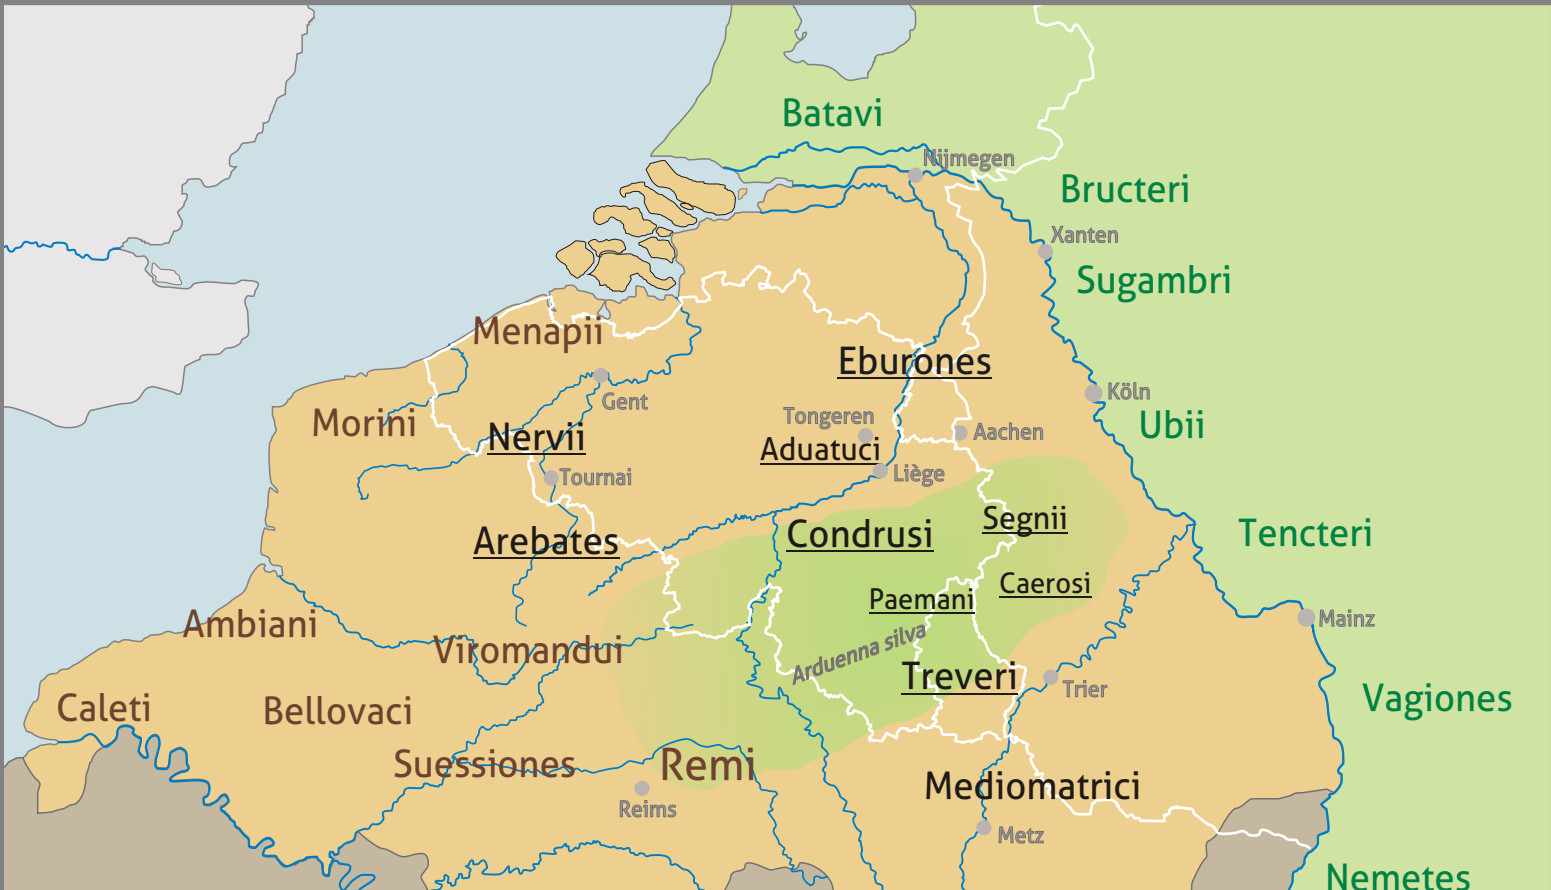 Batavi
Nijmegen
Bructeri
Xanten
Sugambri
Menapii
Eburones
Gent
Köln
Morini
Tongeren
Ubii
Nervii
Aachen
Aduatuci
Liège
Tournai
Segnii
Condrusi
Tencteri
Arebates
Caerosi
Paemani
Mainz
Ambiani
Arduenna silva
Viromandui
Treveri
Trier
Vagiones
Caleti
Bellovaci
Suessiones
Remi
Mediomatrici
Reims
Metz
Nemetes